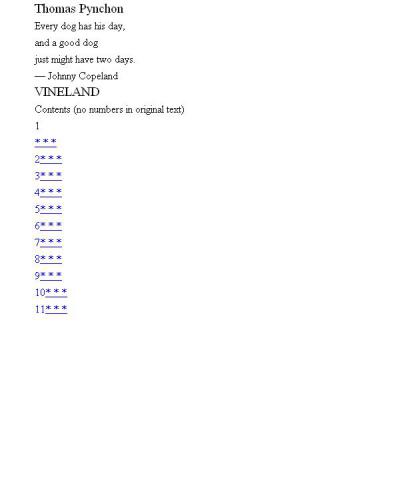 Thomas Pynchon
Every dog has his day,
and a good dog
just might have two days.
— Johnny Copeland
VINELAND
Contents (no numbers in original text)
1
* * *
2* * *
3* * *
4* * *
5* * *
6* * *
7* * *
8* * *
9* * *
10* * *
11* * *